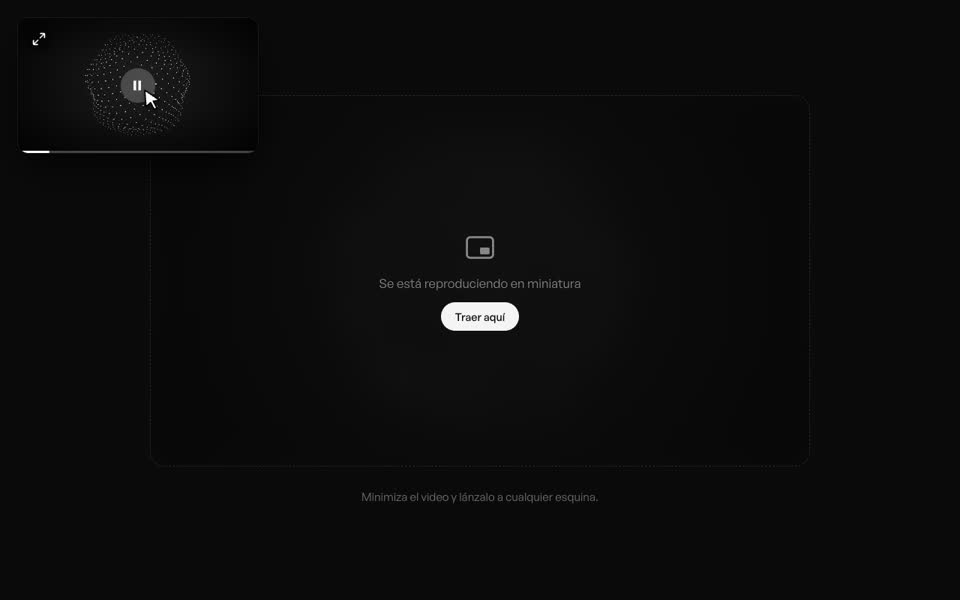 Se está reproduciendo en miniatura
Traer aquí
Minimiza el video y lánzalo a cualquier esquina.